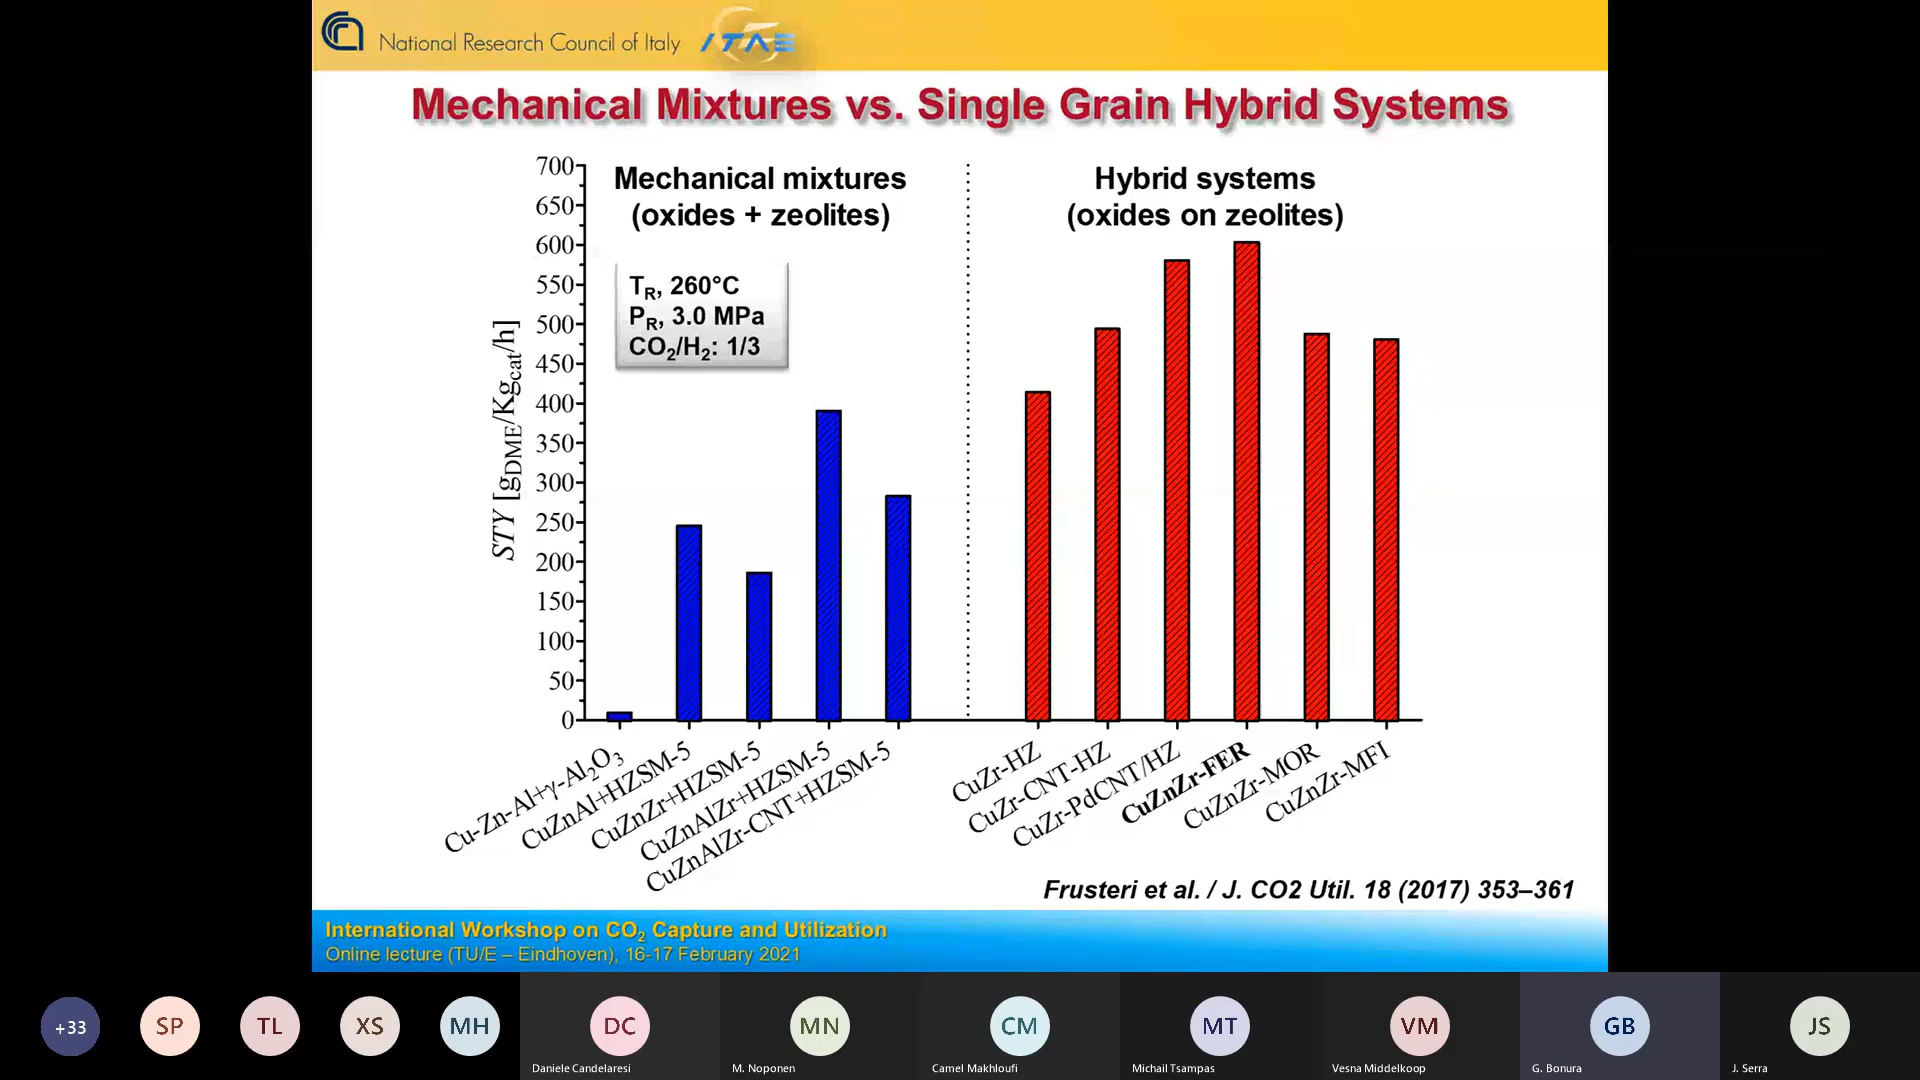 National Research Council of Italy
ITAE
Mechanical Mixtures vs. Single Grain Hybrid Systems
Mechanical mixtures
(oxides + zeolites)
Hybrid systems
(oxides on zeolites)
TR, 260°C
PR, 3.0 MPa
CO2/H2: 1/3
STY [gDME/Kgcat/h]
700
650
600
550
500
450
400
350
300
250
200
150
100
50
0
Cu-Zn-Al+γ-Al2O3
CuZnAl+HZSM-5
CuZnZr+HZSM-5
CuZnAlZr+HZSM-5
CuZnAlZr-CNT+HZSM-5
CuZr-HZ
CuZr-CNT-HZ
CuZr-PdCNT/HZ
CuZnZr-FER
CuZnZr-MOR
CuZnZr-MFI
Frusteri et al. / J. CO2 Util. 18 (2017) 353–361
International Workshop on CO2 Capture and Utilization
Online lecture (TU/E – Eindhoven), 16-17 February 2021
+33
SP
TL
XS
MH
DC
Daniele Candelaresi
MN
M. Noponen
CM
Camel Makhloufi
MT
Michail Tsampas
VM
Vesna Middelkoop
GB
G. Bonura
JS
J. Serra